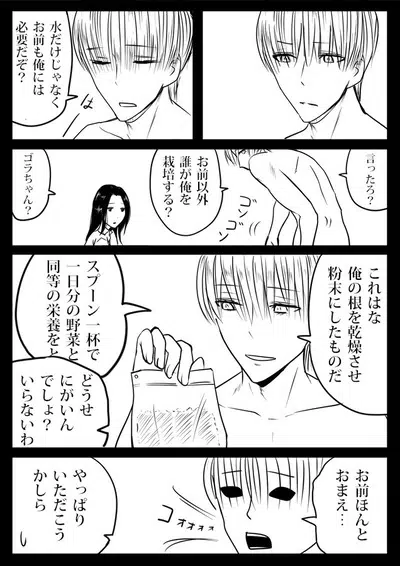 水だけじゃなく
お前も俺には
必要だぞ？
は
言ったろ？
ゴンゴン
お前以外
誰が俺を
栽培する？
ゴラちゃん？
これはな
俺の根を乾燥させ
粉末にしたものだ
スプーン一杯で
一日分の野菜と
同等の栄養をと
どうせ
にがいん
でしょ？
いらないわ
お前ほんと
おまえ…
コオォォォ
やっぱり
いただこう
かしら